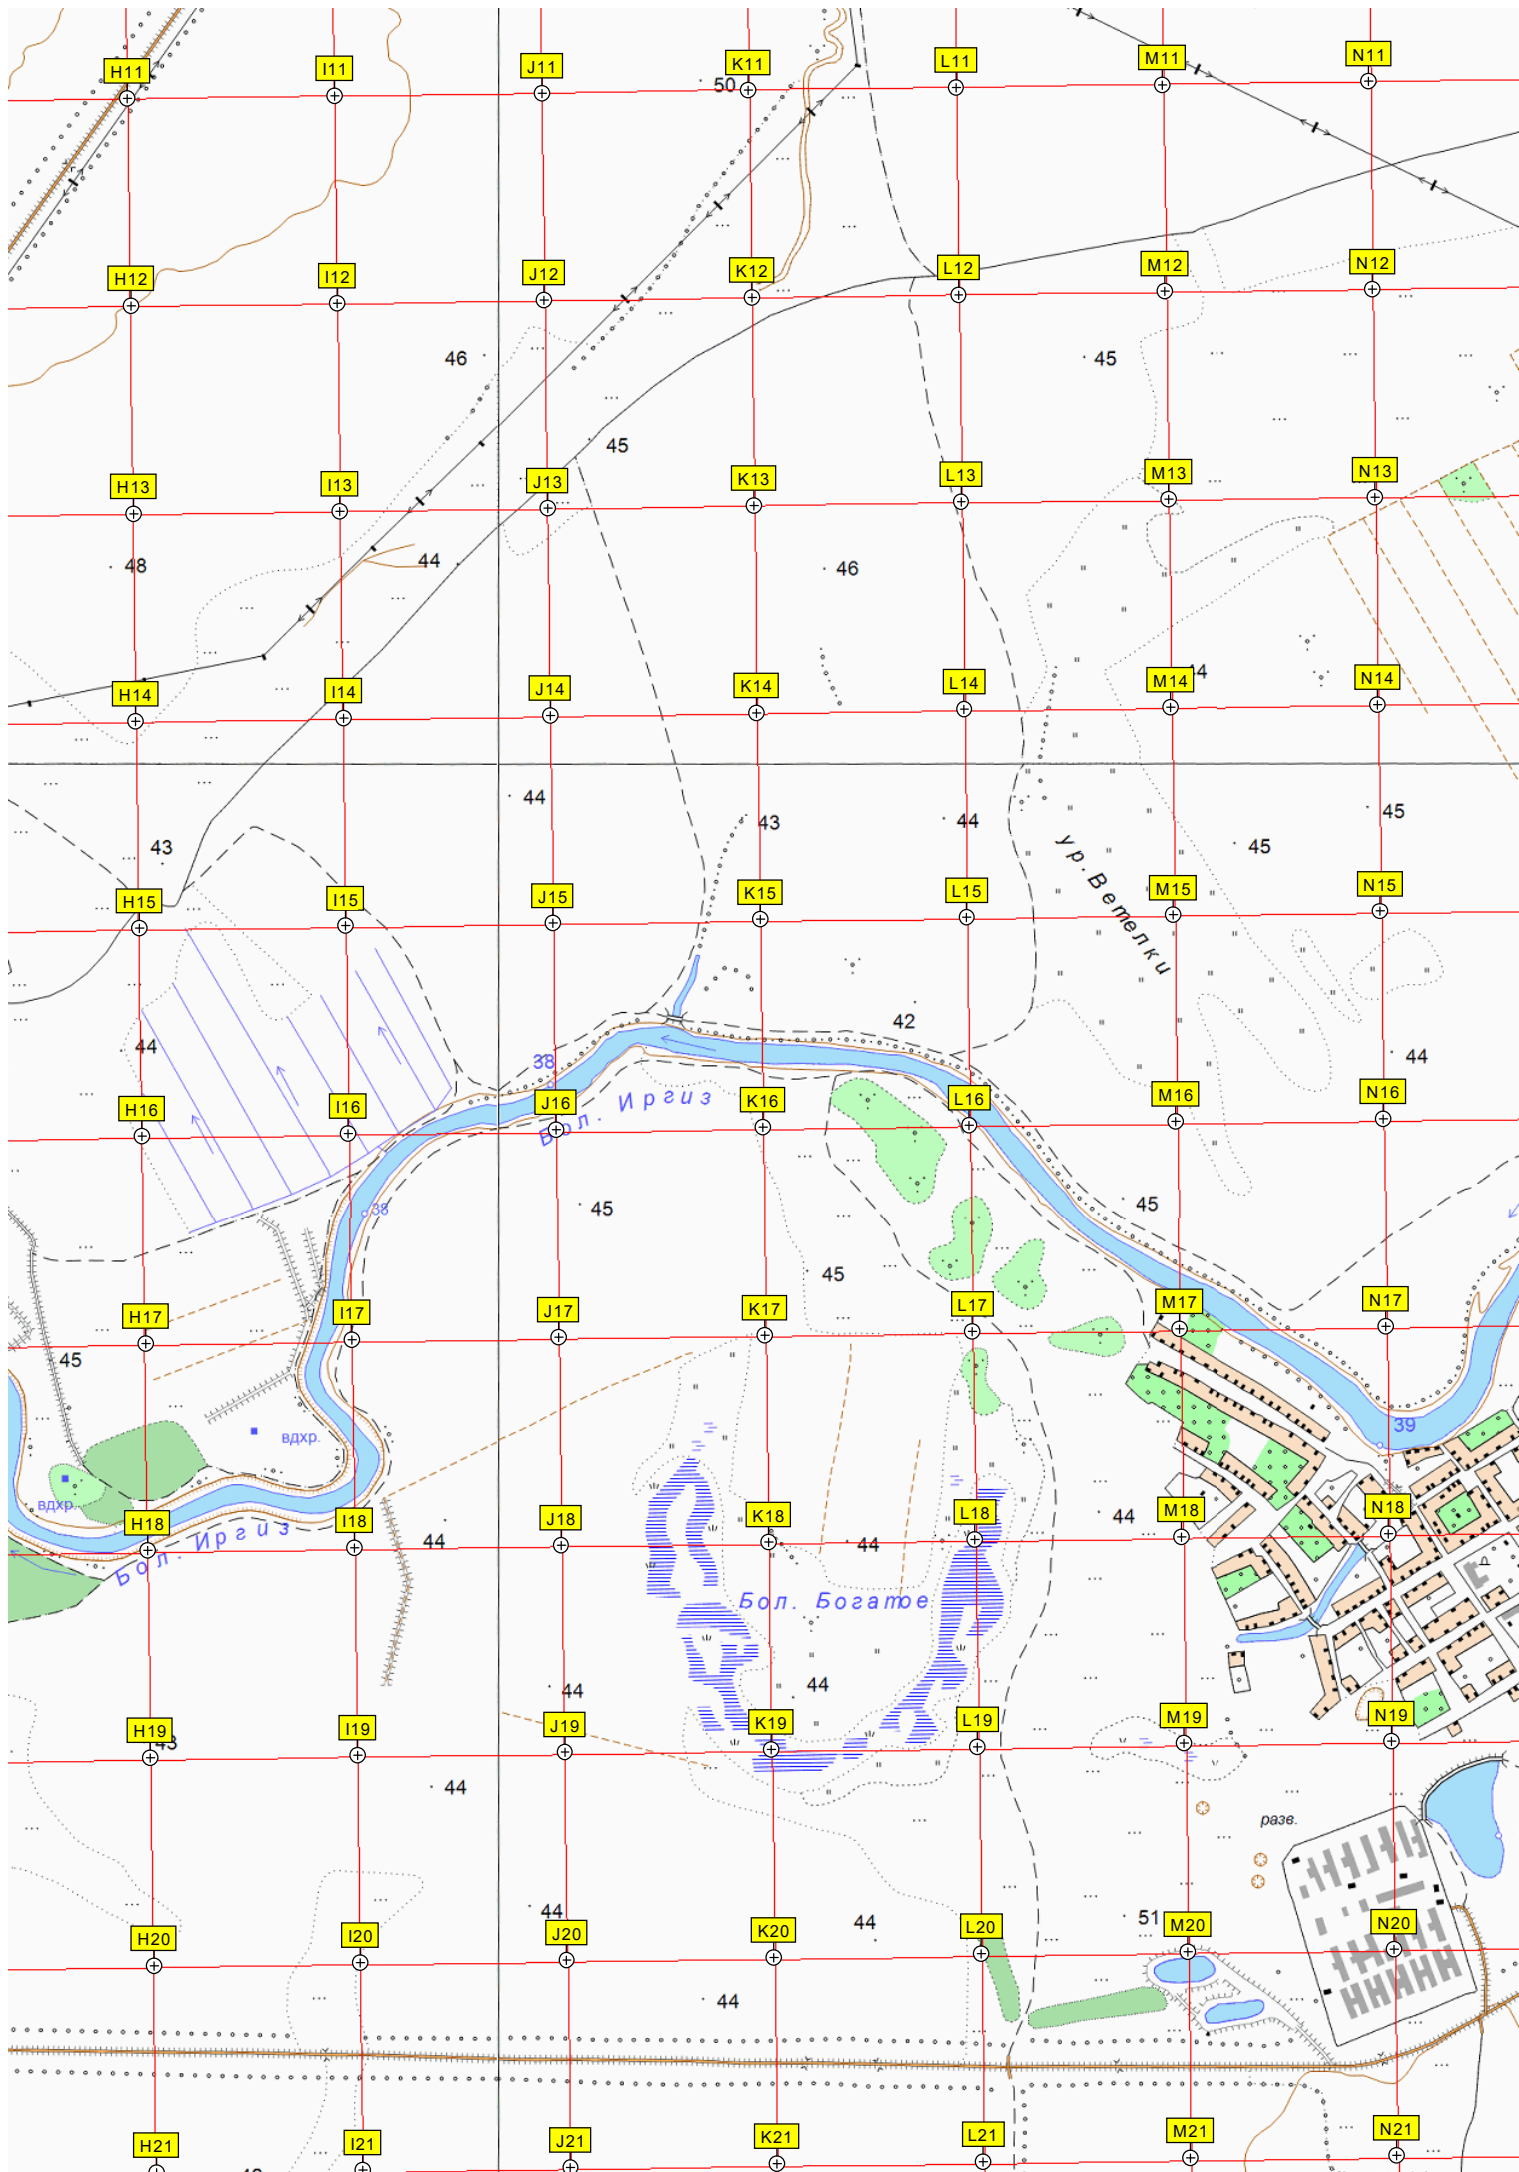 H11 I11 J11 K11 L11 M11 N11
50
H12 I12 J12 K12 L12 M12 N12
46 45
45
H13 I13 J13 K13 L13 M13 N13
48 44 46
H14 I14 J14 K14 L14 M14 N14
44 43 44 45
43 45
ур. Ветелки
H15 I15 J15 K15 L15 M15 N15
44 42 44
38
H16 I16 J16 K16 L16 M16 N16
Бол. Иргиз
38 45 45
45
H17 I17 J17 K17 L17 M17 N17
45
39
вдхр.
вдхр.
H18 I18 J18 K18 L18 M18 N18
Бол. Иргиз
44 44 44
Бол. Богатое
44 44
H19 I19 J19 K19 L19 M19 N19
43
44
разв.
44 44 51
H20 I20 J20 K20 L20 M20 N20
44
H21 I21 J21 K21 L21 M21 N21